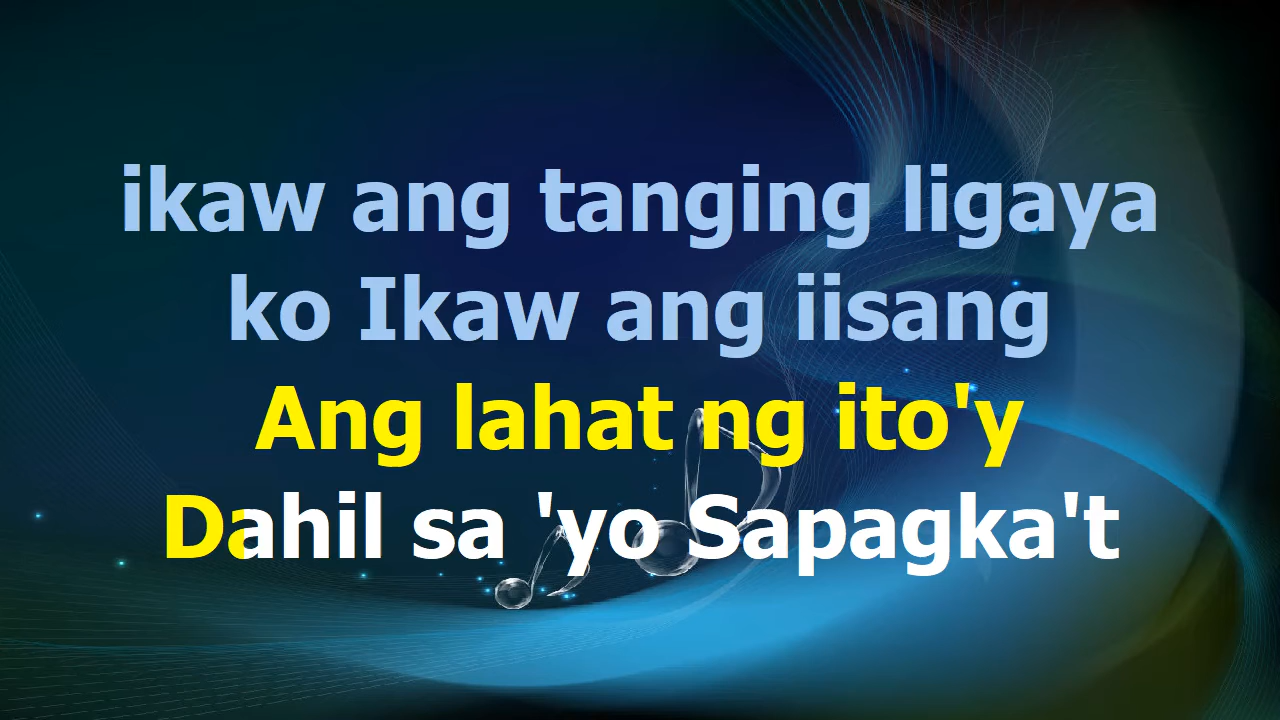 ikaw ang tanging ligaya
ko Ikaw ang iisang
Ang lahat ng ito'y
Dahil sa 'yo Sapagka't